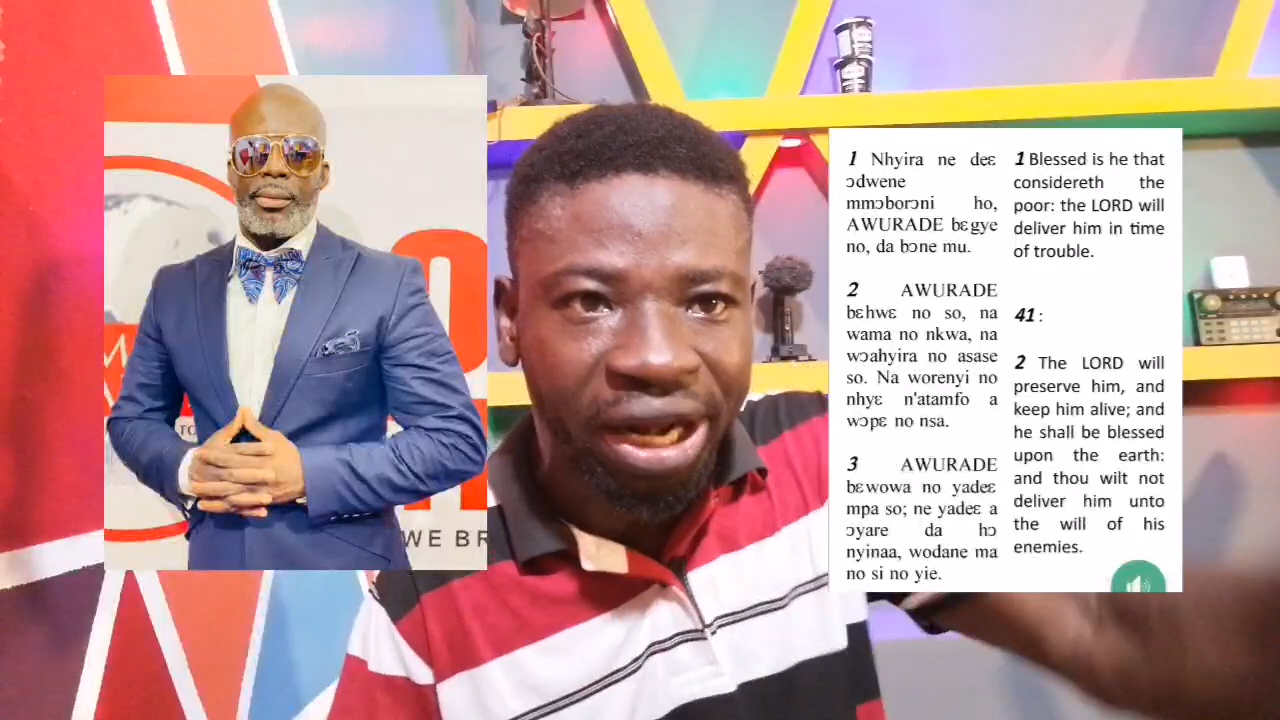 WE BR
1 Nhyira ne deɛ
ɔdwene
mmɔborɔni ho,
AWURADE bɛgye
no, da bɔne mu.
2 AWURADE
bɛhwɛ no so, na
wama no nkwa, na
wɔahyira no asase
so. Na worenyi no
nhyɛ n'atamfo a
wɔpɛ no nsa.
3 AWURADE
bɛwowa no yadeɛ
mpa so; ne yadeɛ a
ɔyare da hɔ
nyinaa, wodane ma
no si no yie.
1 Blessed is he that
considereth the
poor: the LORD will
deliver him in time
of trouble.
41:
2 The LORD will
preserve him, and
keep him alive; and
he shall be blessed
upon the earth:
and thou wilt not
deliver him unto
the will of his
enemies.